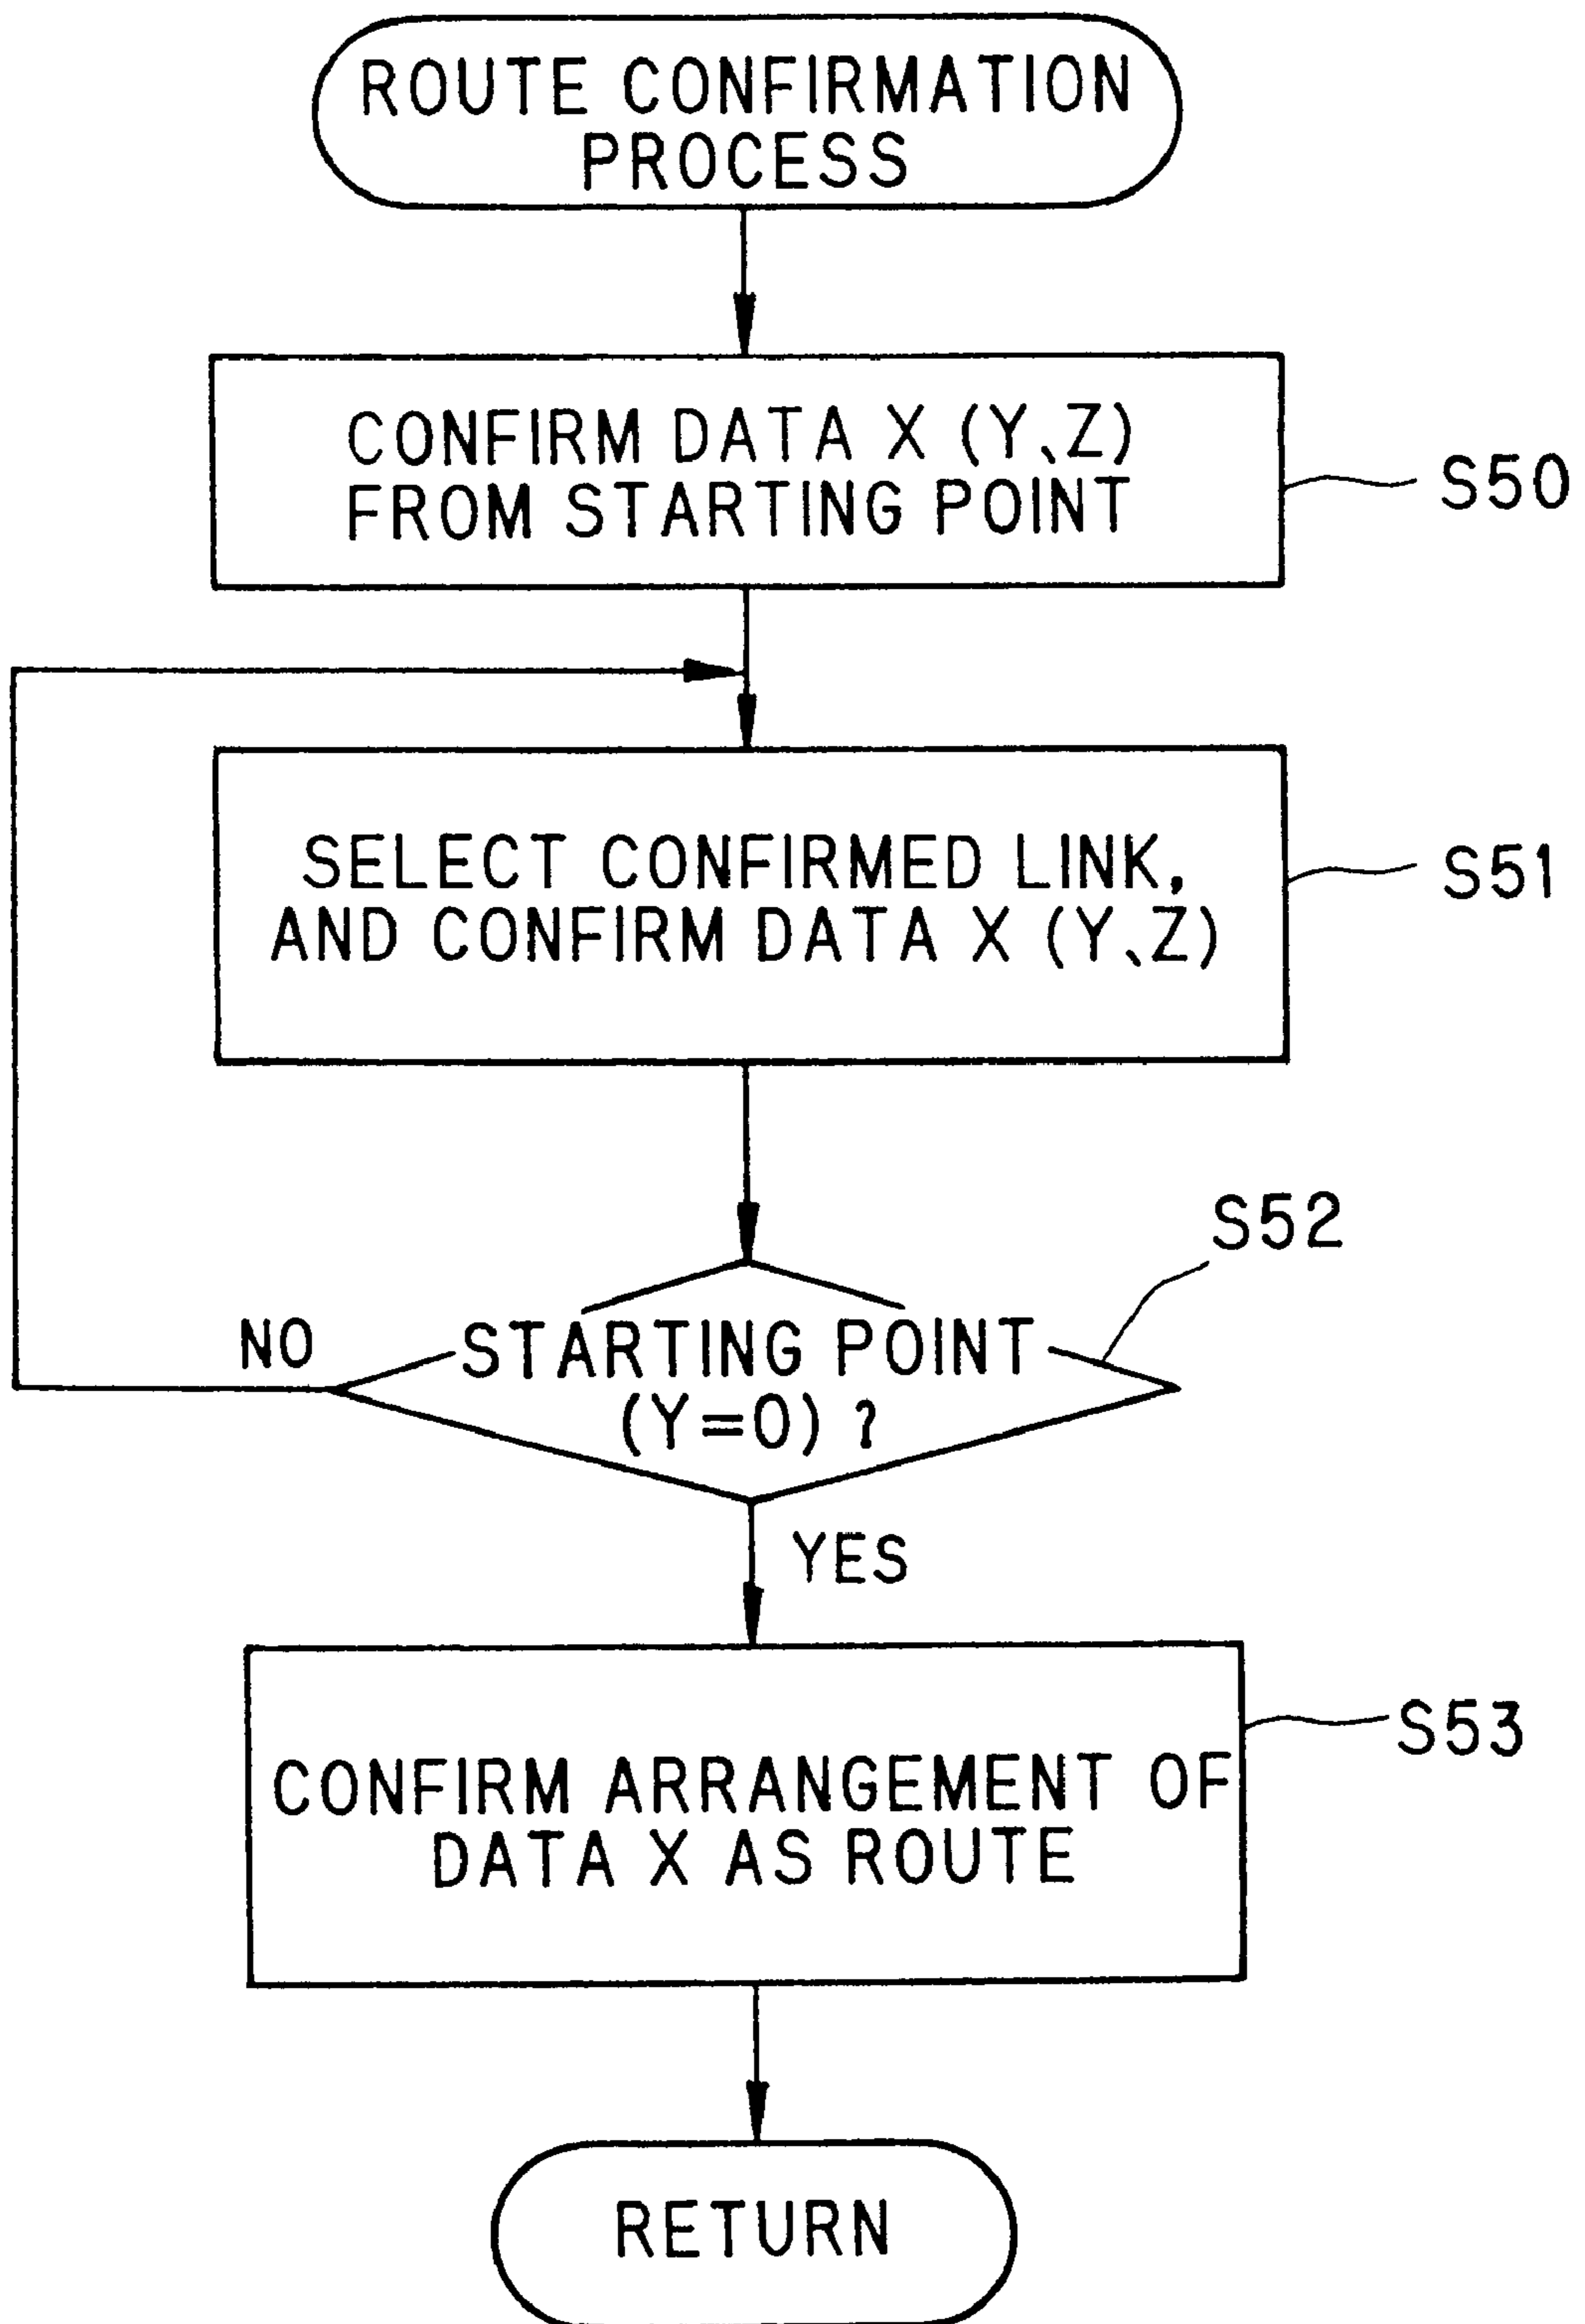 ROUTE CONFIRMATION
PROCESS
CONFIRM DATA X (Y、Z)
FROM STARTING POINT
S50
SELECT CONFIRMED LINK,
AND CONFIRM DATA X (Y、Z)
S51
S52
NO
STARTING POINT
(Y=0) ?
YES
S53
CONFIRM ARRANGEMENT OF
DATA X AS ROUTE
RETURN